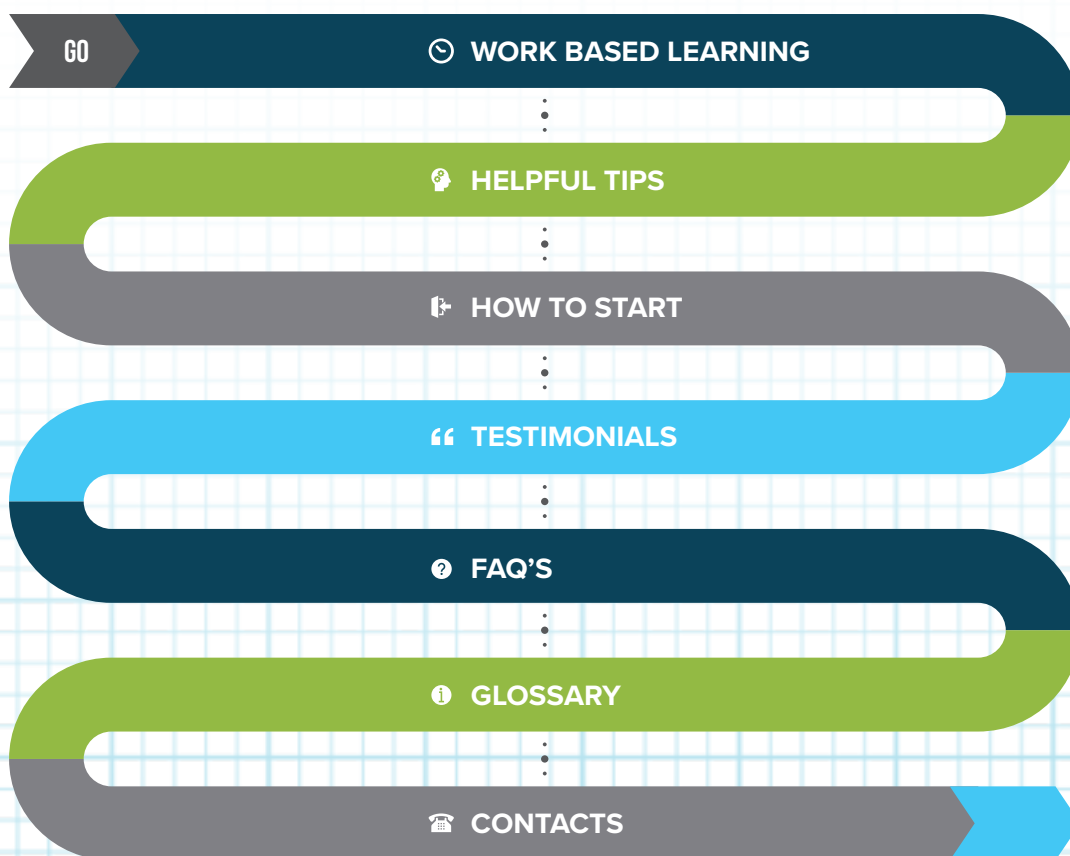 GO
WORK BASED LEARNING
HELPFUL TIPS
HOW TO START
TESTIMONIALS
FAQ’S
GLOSSARY
CONTACTS